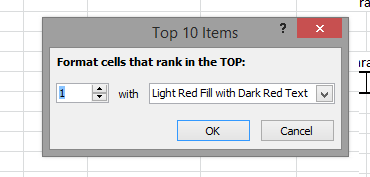 Top 10 Items ?
Format cells that rank in the TOP:
1 with Light Red Fill with Dark Red Text
OK Cancel